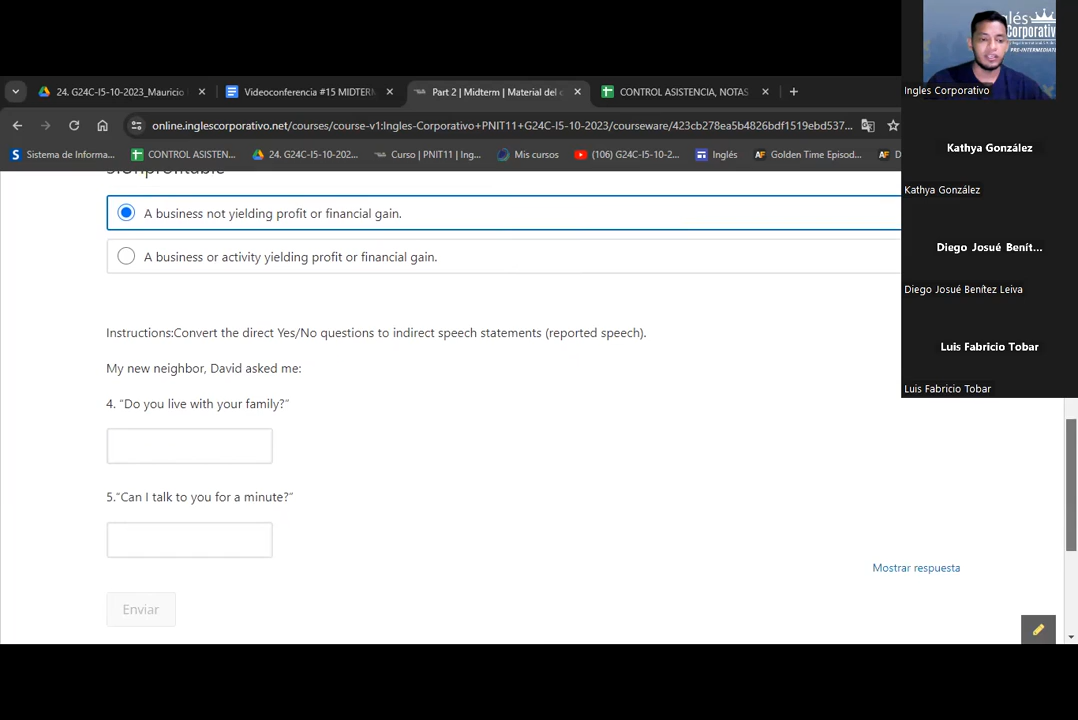 glés
Corporativo
PRE-INTERMEDIATE
Ingles Corporativo
24. G24C-I5-10-2023_Mauricio
Videoconferencia #15 MIDTERM
Part 2 | Midterm | Material del c
CONTROL ASISTENCIA, NOTAS
online.inglescorporativo.net/courses/course-v1:Ingles-Corporativo+PNIT11+G24C-I5-10-2023/courseware/423cb278ea5b4826bdf1519ebd537...
Sistema de Informa...
CONTROL ASISTEN...
24. G24C-I5-10-202...
Curso | PNIT11 | Ing...
Mis cursos
(106) G24C-I5-10-2...
Inglés
Golden Time Episod...
Kathya González
Kathya González
3.Unprofitable
A business not yielding profit or financial gain.
A business or activity yielding profit or financial gain.
Diego Josué Benít...
Diego Josué Benítez Leiva
Instructions:Convert the direct Yes/No questions to indirect speech statements (reported speech).
My new neighbor, David asked me:
4. “Do you live with your family?”
Luis Fabricio Tobar
Luis Fabricio Tobar
5.“Can I talk to you for a minute?”
Mostrar respuesta
Enviar